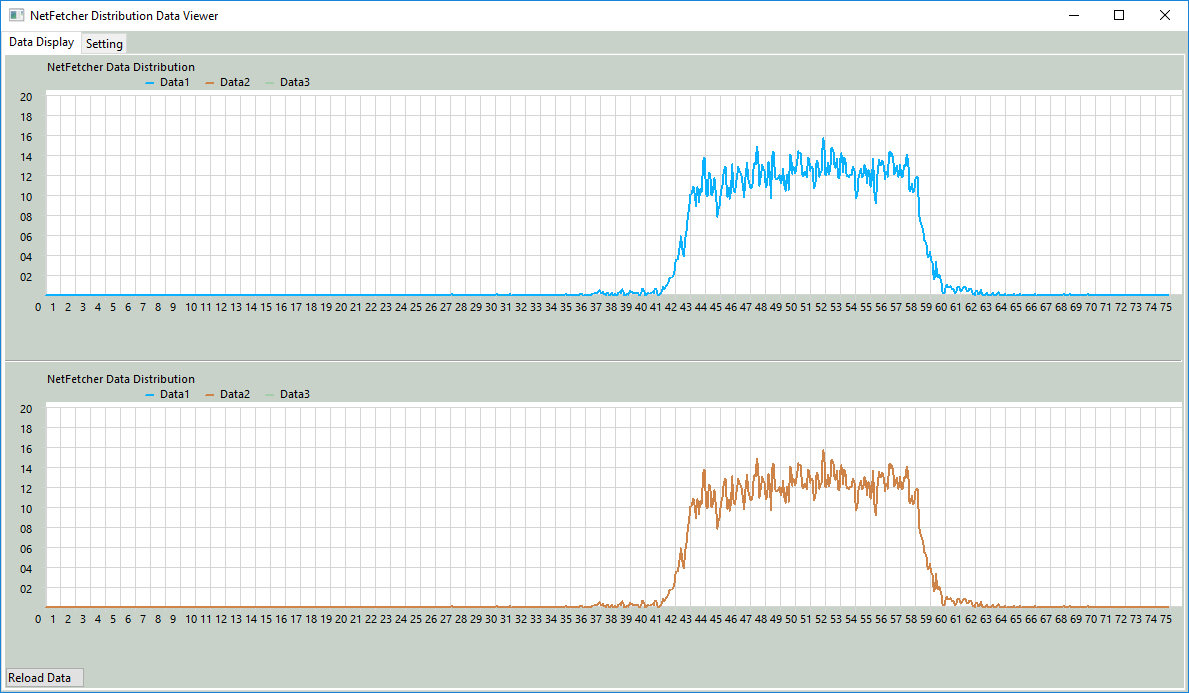 NetFetcher Distribution Data Viewer
Data Display Setting
NetFetcher Data Distribution
Data1 Data2 Data3
20
18
16
14
12
10
08
06
04
02
0 1 2 3 4 5 6 7 8 9 10 11 12 13 14 15 16 17 18 19 20 21 22 23 24 25 26 27 28 29 30 31 32 33 34 35 36 37 38 39 40 41 42 43 44 45 46 47 48 49 50 51 52 53 54 55 56 57 58 59 60 61 62 63 64 65 66 67 68 69 70 71 72 73 74 75
NetFetcher Data Distribution
Data1 Data2 Data3
20
18
16
14
12
10
08
06
04
02
0 1 2 3 4 5 6 7 8 9 10 11 12 13 14 15 16 17 18 19 20 21 22 23 24 25 26 27 28 29 30 31 32 33 34 35 36 37 38 39 40 41 42 43 44 45 46 47 48 49 50 51 52 53 54 55 56 57 58 59 60 61 62 63 64 65 66 67 68 69 70 71 72 73 74 75
Reload Data